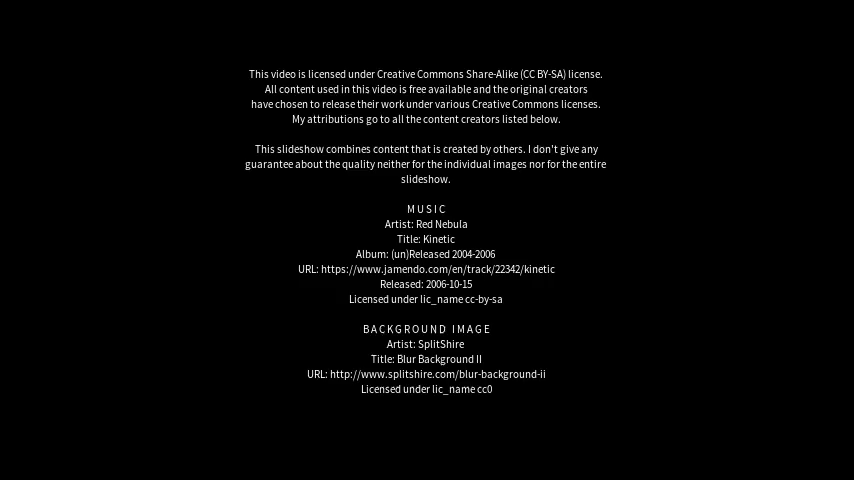 This video is licensed under Creative Commons Share-Alike (CC BY-SA) license.
All content used in this video is free available and the original creators
have chosen to release their work under various Creative Commons licenses.
My attributions go to all the content creators listed below.
This slideshow combines content that is created by others. I don't give any
guarantee about the quality neither for the individual images nor for the entire
slideshow.
MUSIC
Artist: Red Nebula
Title: Kinetic
Album: (un)Released 2004-2006
URL: https://www.jamendo.com/en/track/22342/kinetic
Released: 2006-10-15
Licensed under lic_name cc-by-sa
BACKGROUND IMAGE
Artist: SplitShire
Title: Blur Background II
URL: http://www.splitshire.com/blur-background-ii
Licensed under lic_name cc0